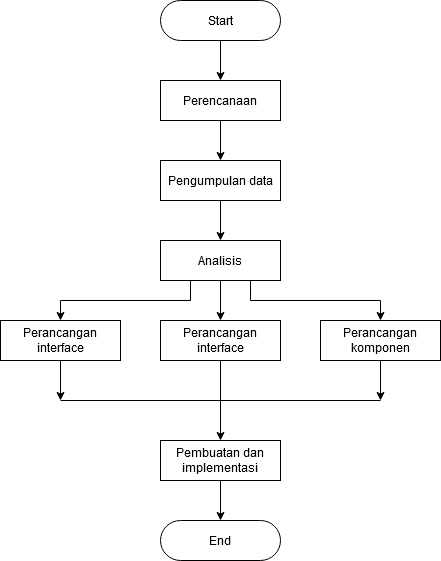 Start
Perencanaan
Pengumpulan data
Analisis
Perancangan
interface
Perancangan
interface
Perancangan
komponen
Pembuatan dan
implementasi
End